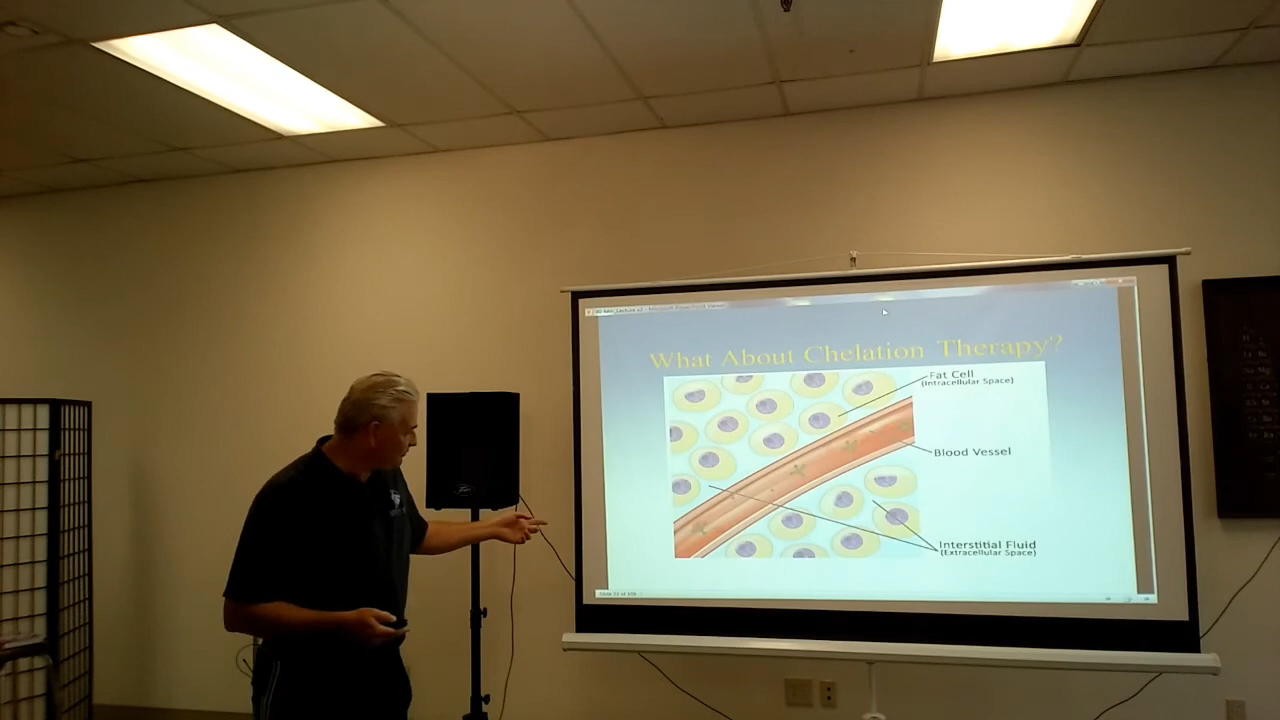 What About Chelation Therapy?
Fat Cell
(Intracellular Space)
Blood Vessel
Interstitial Fluid
(Extracellular Space)